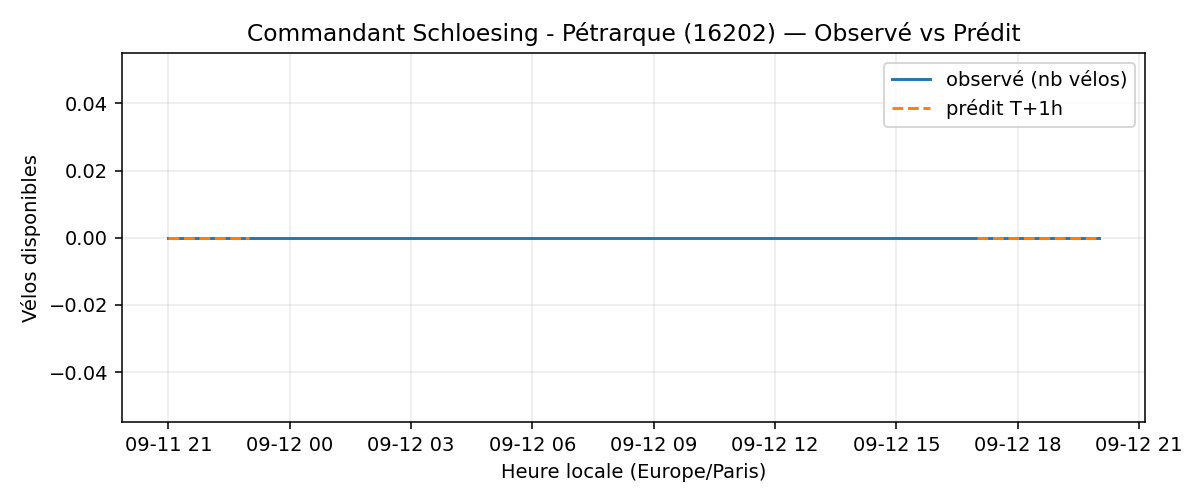 Commandant Schloesing - Pétrarque (16202) — Observé vs Prédit
observé (nb vélos)
prédit T+1h
Vélos disponibles
0.04
0.02
0.00
−0.02
−0.04
09-11 21 09-12 00 09-12 03 09-12 06 09-12 09 09-12 12 09-12 15 09-12 18 09-12 21
Heure locale (Europe/Paris)